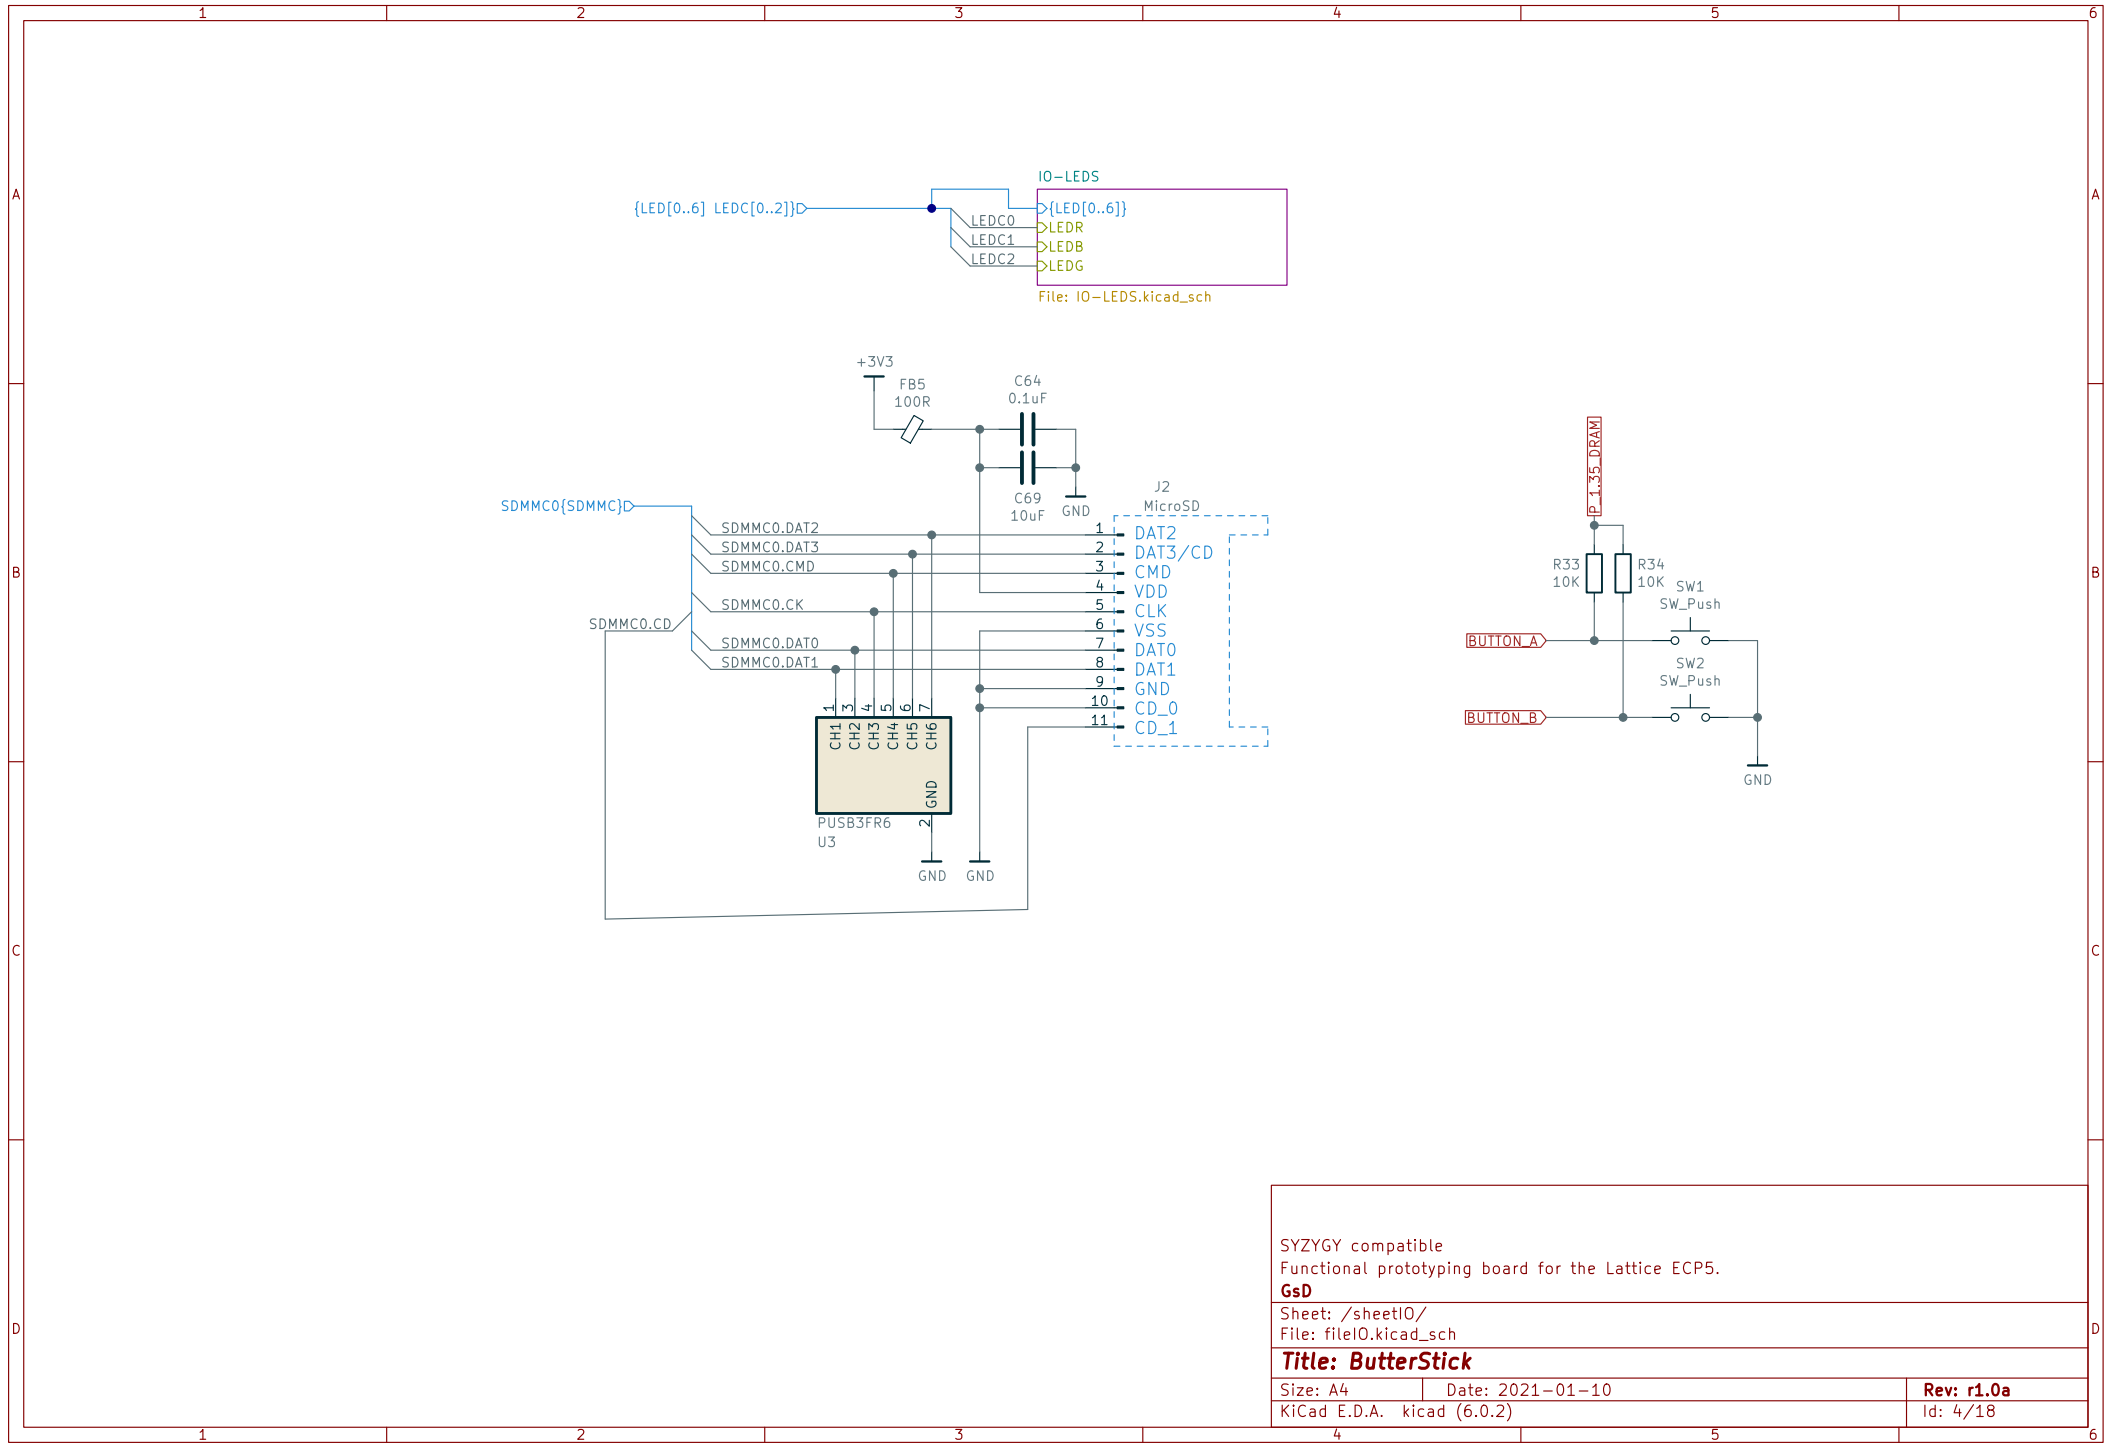 1 2 3 4 5 6
A A
IO-LEDS
{LED[0..6] LEDC[0..2]}
{LED[0..6]}
LEDC0
LEDR
LEDC1
LEDB
LEDC2
LEDG
File: IO-LEDS.kicad_sch
+3V3
FB5
100R
C64
0.1uF
C69
10uF
GND
J2
MicroSD
SDMMC0{SDMMC}
SDMMC0.DAT2 1 DAT2
SDMMC0.DAT3 2 DAT3/CD
SDMMC0.CMD 3 CMD
4 VDD
SDMMC0.CK 5 CLK
SDMMC0.CD 6 VSS
SDMMC0.DAT0 7 DAT0
SDMMC0.DAT1 8 DAT1
9 GND
10 CD_0
11 CD_1
1 3 4 5 6 7
CH1 CH2 CH3 CH4 CH5 CH6
GND
2
PUSB3FR6
U3
GND GND
P_1.35_DRAM
R33
10K
R34
10K
SW1
SW_Push
BUTTON_A
SW2
SW_Push
BUTTON_B
GND
B B
C C
D D
SYZYGY compatible
Functional prototyping board for the Lattice ECP5.
GsD
Sheet: /sheetIO/
File: fileIO.kicad_sch
Title: ButterStick
Size: A4 Date: 2021-01-10 Rev: r1.0a
KiCad E.D.A. kicad (6.0.2) Id: 4/18
1 2 3 4 5 6